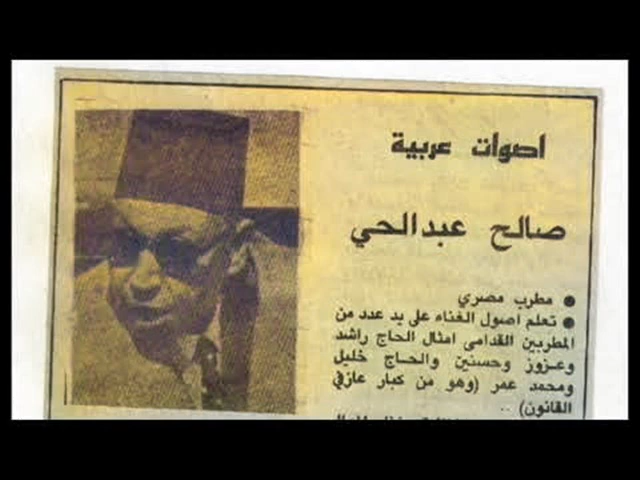 اصوات عربية
صالح عبدالحي
● مطرب مصري
● تعلم اصول الغناء على يد عدد من
المطربين القدامى امثال الحاج راشد
وعزوز وحسنين والحاج خليل
ومحمد عمر (وهو من كبار عازفي
القانون) ..